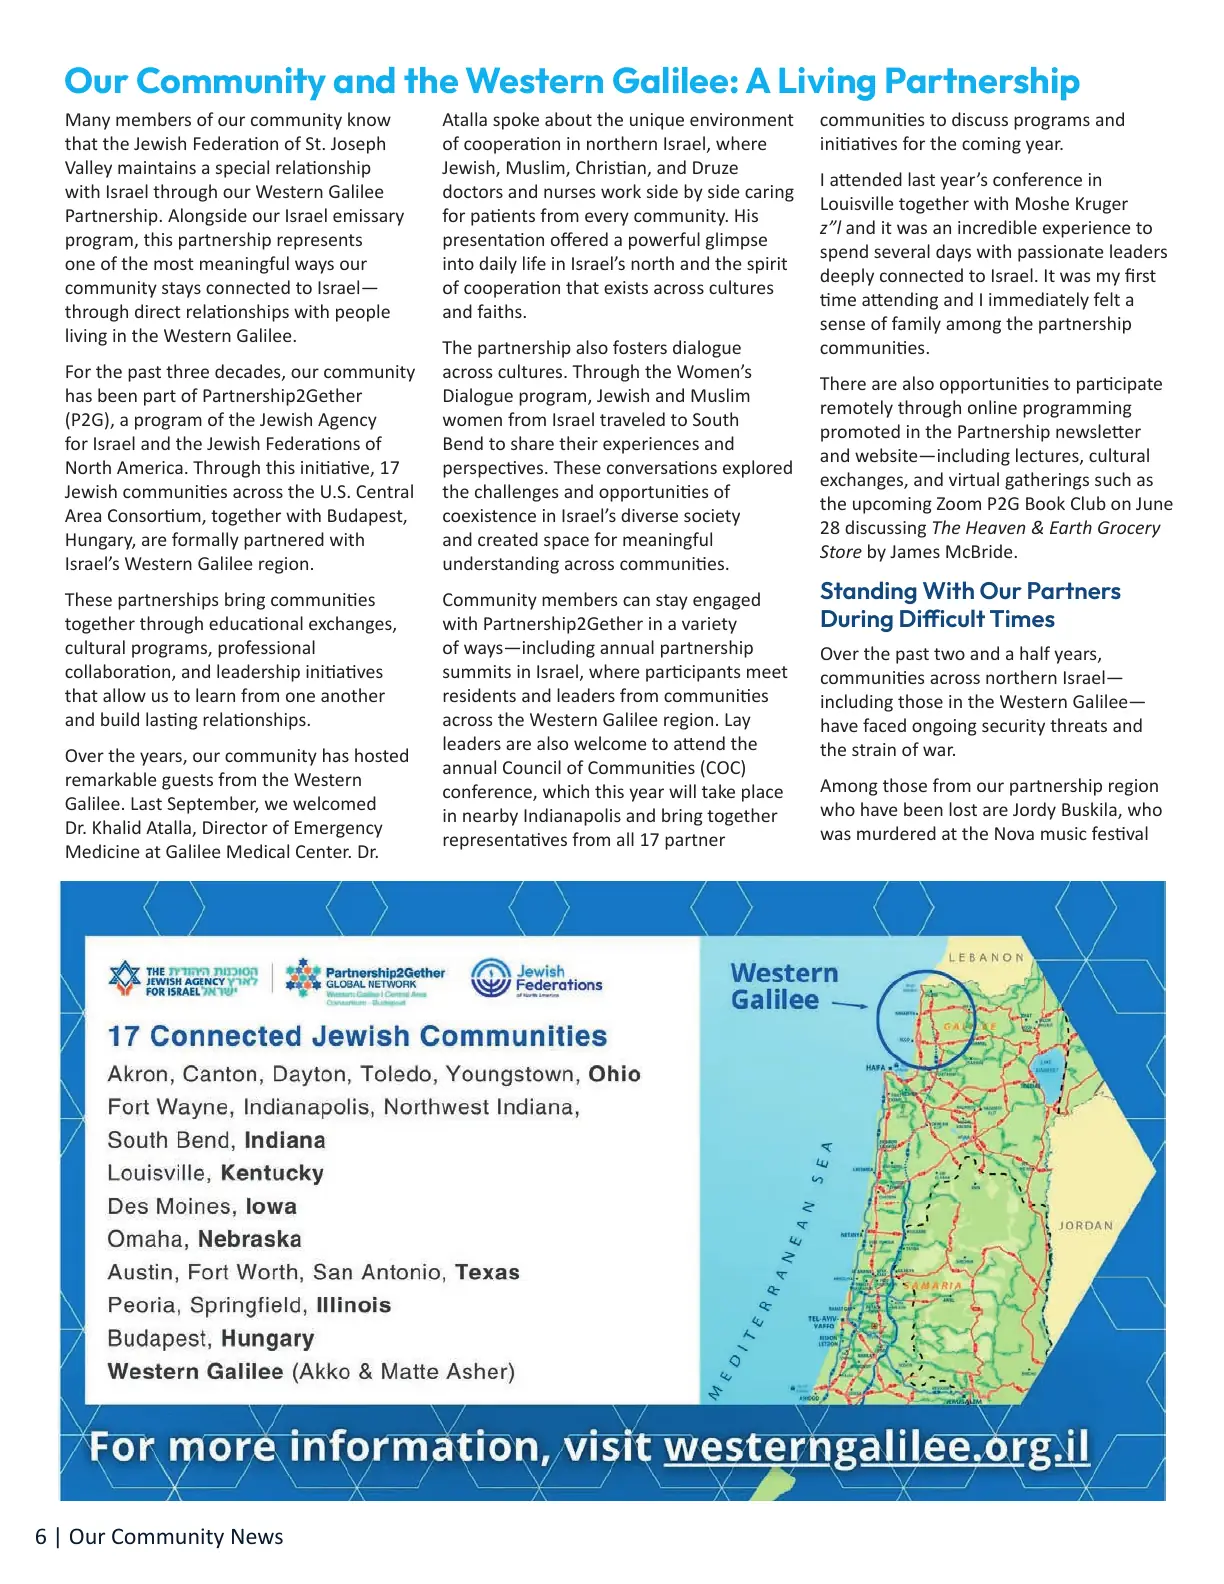 Our Community and the Western Galilee: A Living Partnership
Many members of our community know
that the Jewish Federation of St. Joseph
Valley maintains a special relationship
with Israel through our Western Galilee
Partnership. Alongside our Israel emissary
program, this partnership represents
one of the most meaningful ways our
community stays connected to Israel—
through direct relationships with people
living in the Western Galilee.
For the past three decades, our community
has been part of Partnership2Gether
(P2G), a program of the Jewish Agency
for Israel and the Jewish Federations of
North America. Through this initiative, 17
Jewish communities across the U.S. Central
Area Consortium, together with Budapest,
Hungary, are formally partnered with
Israel’s Western Galilee region.
These partnerships bring communities
together through educational exchanges,
cultural programs, professional
collaboration, and leadership initiatives
that allow us to learn from one another
and build lasting relationships.
Over the years, our community has hosted
remarkable guests from the Western
Galilee. Last September, we welcomed
Dr. Khalid Atalla, Director of Emergency
Medicine at Galilee Medical Center. Dr.
Atalla spoke about the unique environment
of cooperation in northern Israel, where
Jewish, Muslim, Christian, and Druze
doctors and nurses work side by side caring
for patients from every community. His
presentation offered a powerful glimpse
into daily life in Israel’s north and the spirit
of cooperation that exists across cultures
and faiths.
The partnership also fosters dialogue
across cultures. Through the Women’s
Dialogue program, Jewish and Muslim
women from Israel traveled to South
Bend to share their experiences and
perspectives. These conversations explored
the challenges and opportunities of
coexistence in Israel’s diverse society
and created space for meaningful
understanding across communities.
Community members can stay engaged
with Partnership2Gether in a variety
of ways—including annual partnership
summits in Israel, where participants meet
residents and leaders from communities
across the Western Galilee region. Lay
leaders are also welcome to attend the
annual Council of Communities (COC)
conference, which this year will take place
in nearby Indianapolis and bring together
representatives from all 17 partner
communities to discuss programs and
initiatives for the coming year.
I attended last year’s conference in
Louisville together with Moshe Kruger
z”l and it was an incredible experience to
spend several days with passionate leaders
deeply connected to Israel. It was my first
time attending and I immediately felt a
sense of family among the partnership
communities.
There are also opportunities to participate
remotely through online programming
promoted in the Partnership newsletter
and website—including lectures, cultural
exchanges, and virtual gatherings such as
the upcoming Zoom P2G Book Club on June
28 discussing The Heaven & Earth Grocery
Store by James McBride.
Standing With Our Partners
During Difficult Times
Over the past two and a half years,
communities across northern Israel—
including those in the Western Galilee—
have faced ongoing security threats and
the strain of war.
Among those from our partnership region
who have been lost are Jordy Buskila, who
was murdered at the Nova music festival
THE הסוכנות היהודית
JEWISH AGENCY לארץ
FOR ISRAEL ישראל
Partnership2Gether
GLOBAL NETWORK
Western Galilee | Central Area
Consortium - Budapest
Jewish
Federations
of North America
17 Connected Jewish Communities
Akron, Canton, Dayton, Toledo, Youngstown, Ohio
Fort Wayne, Indianapolis, Northwest Indiana,
South Bend, Indiana
Louisville, Kentucky
Des Moines, Iowa
Omaha, Nebraska
Austin, Fort Worth, San Antonio, Texas
Peoria, Springfield, Illinois
Budapest, Hungary
Western Galilee (Akko & Matte Asher)
Western
Galilee
LEBANON
GALILEE
HAIFA
MEDITERRANEAN SEA
JORDAN
NETANYA
SAMARIA
TEL-AVIV-
YAFFO
RISHON
LETZION
ASHDOD
JERUSALEM
For more information, visit westerngalilee.org.il
6 | Our Community News